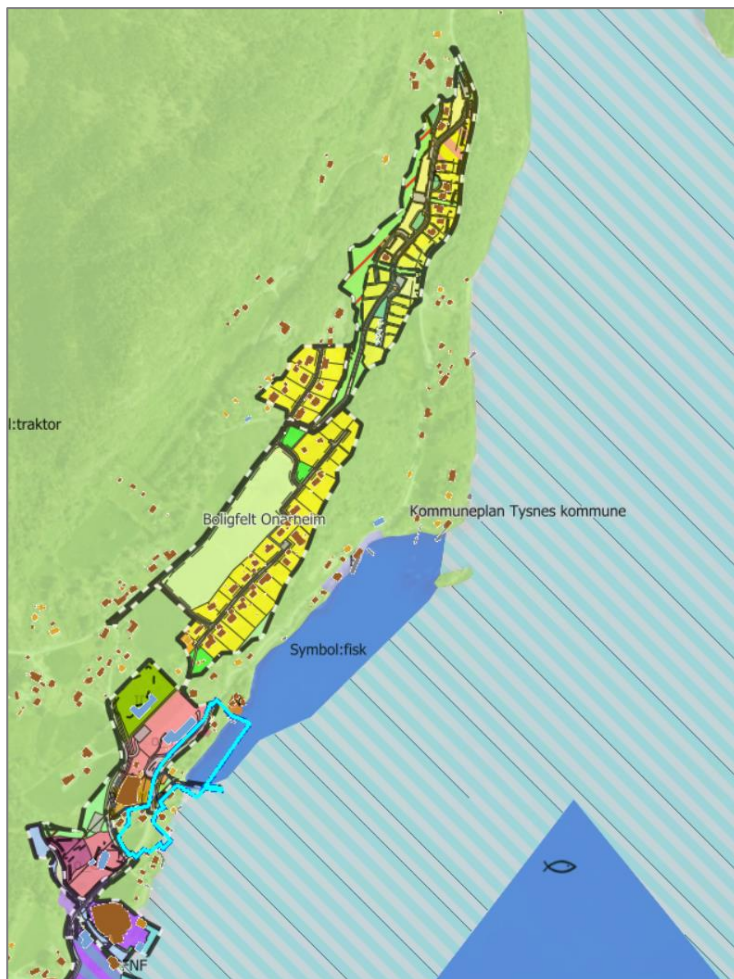 l:traktor
Boligfelt Onarheim
Kommuneplan Tysnes kommune
Symbol:fisk
NF